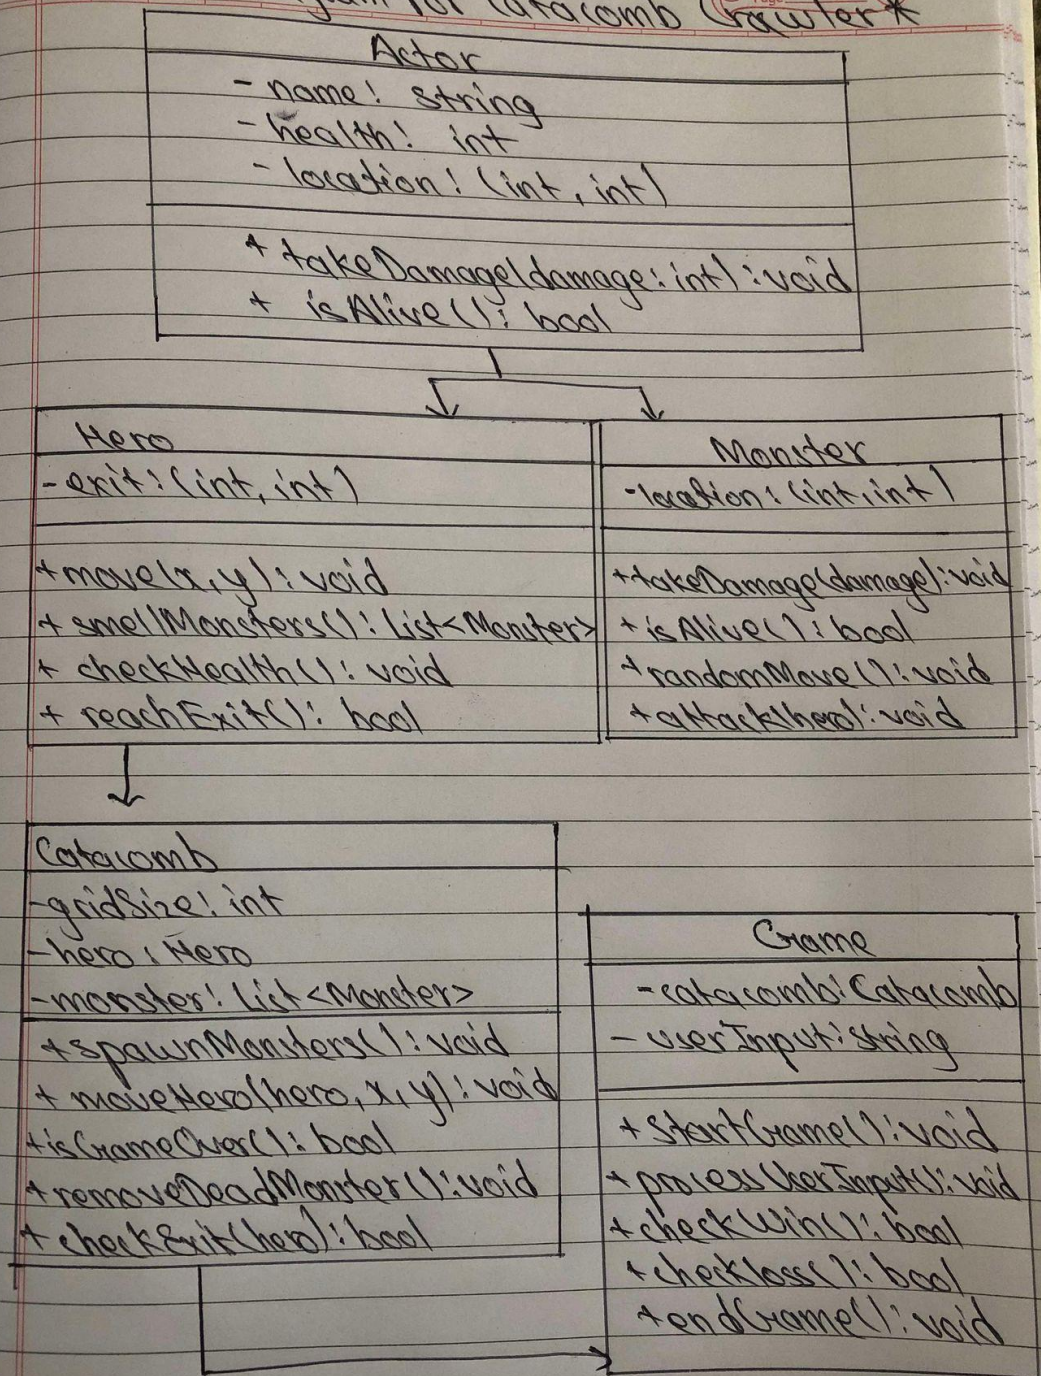 for Catacomb Crawler*
Actor
- name: string
- health: int
- location: (int, int)
+ takeDamage(damage: int): void
+ isAlive(): bool
Hero
-exit: (int, int)
+move(x, y): void
+ smellMonsters(): List<Monster>
+ checkHealth(): void
+ reachExit(): bool
Monster
-location: (int, int)
+takeDamage(damage): void
+isAlive(): bool
+randomMove(): void
+attack(hero): void
Catacomb
-gridSize: int
-hero: Hero
-monster: List<Monster>
+spawnMonsters(): void
+ moveHero(hero, x, y): void
+isGameOver(): bool
+removeDeadMonster(): void
+ checkExit(hero): bool
Game
-catacomb: Catacomb
- userInput: String
+StartGame(): void
+processUserInput(): void
+checkWin(): bool
+checkloss(): bool
+endGame(): void